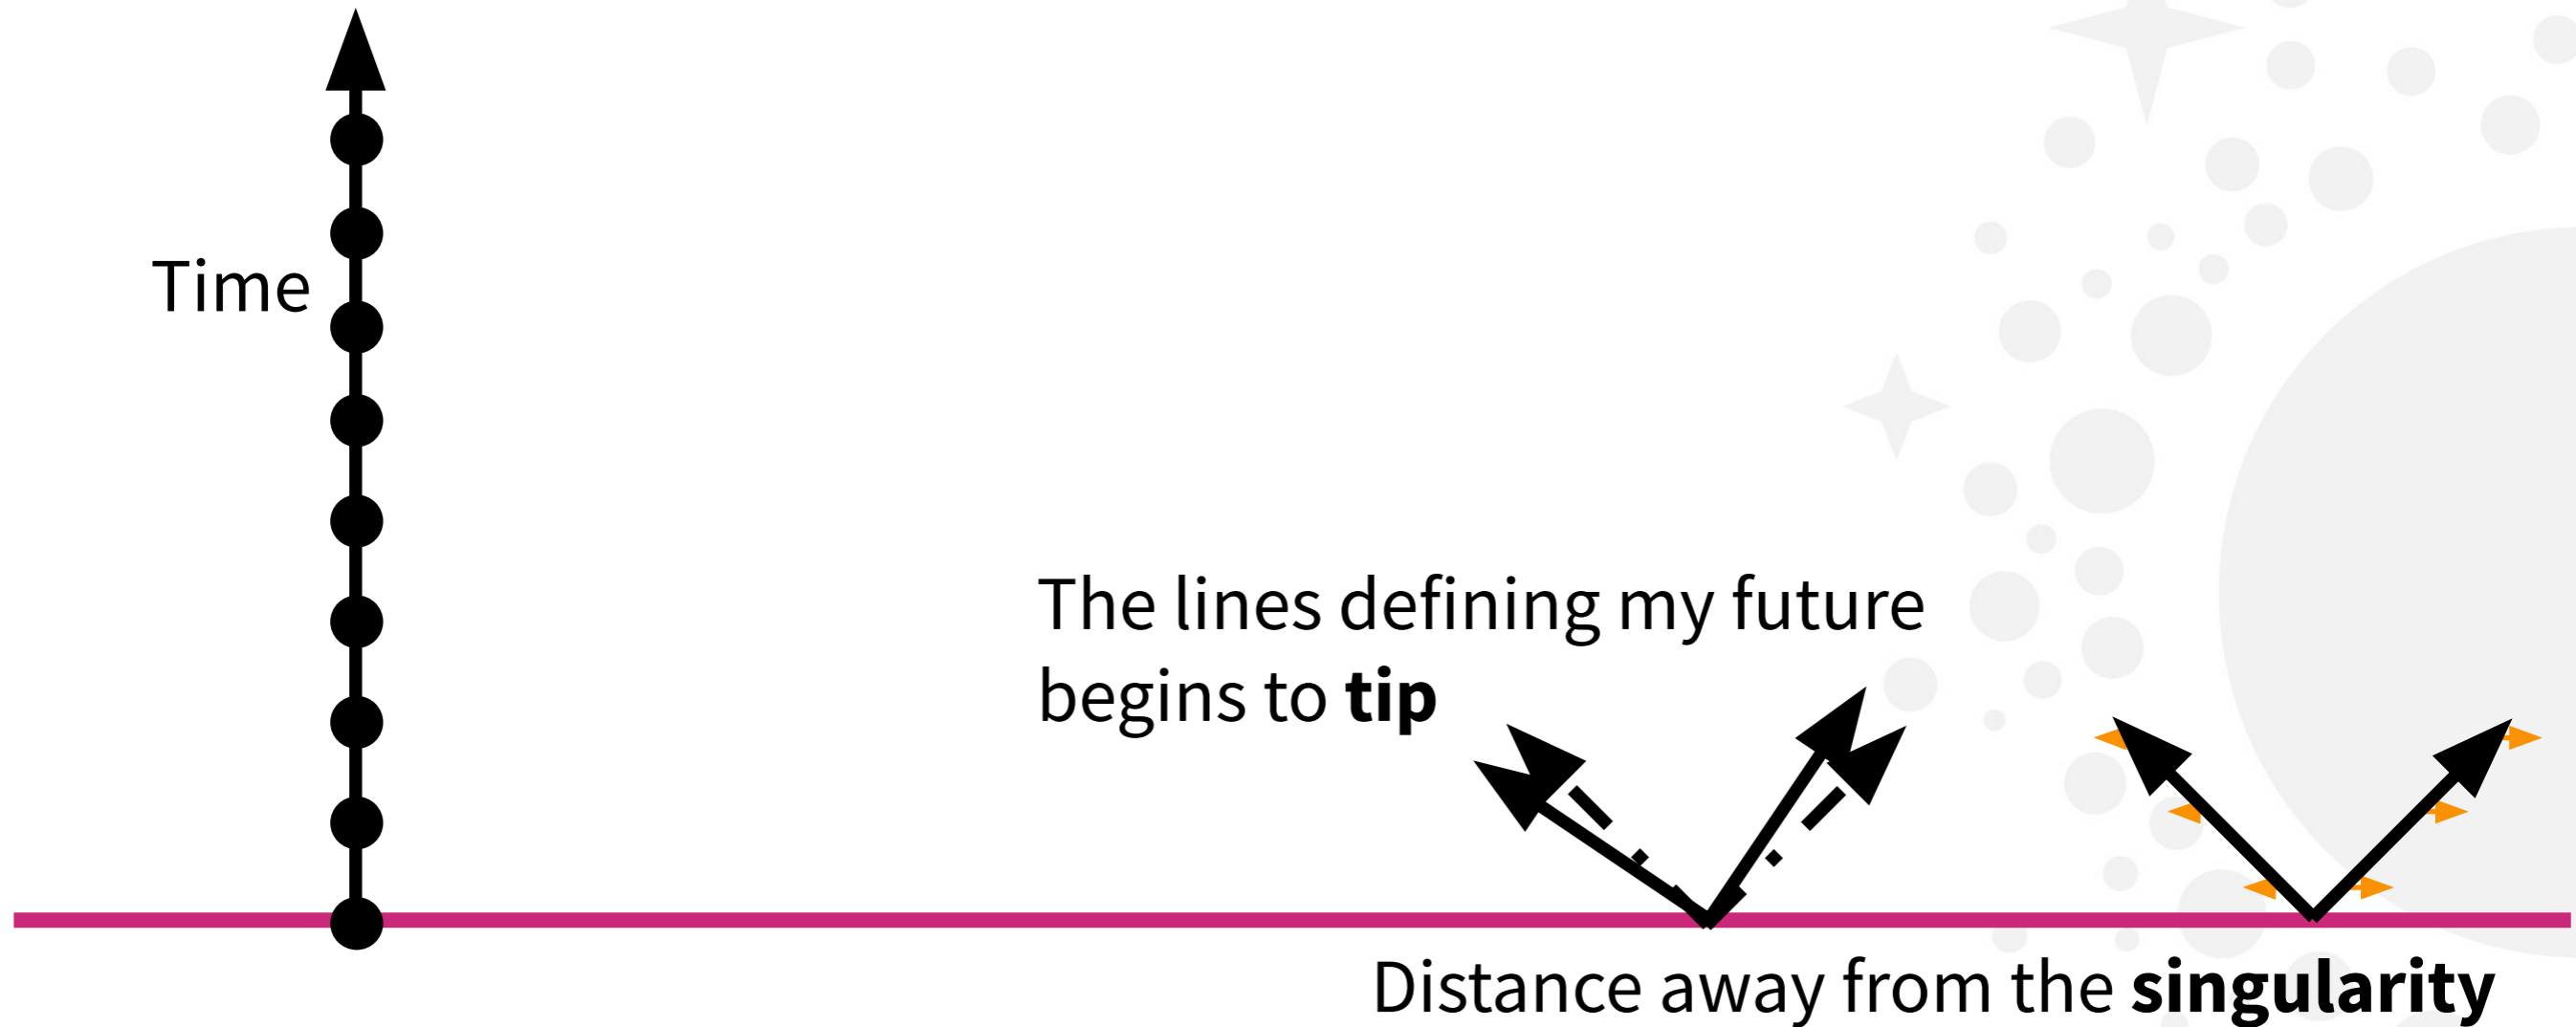 Time
The lines defining my future
begins to tip
Distance away from the singularity